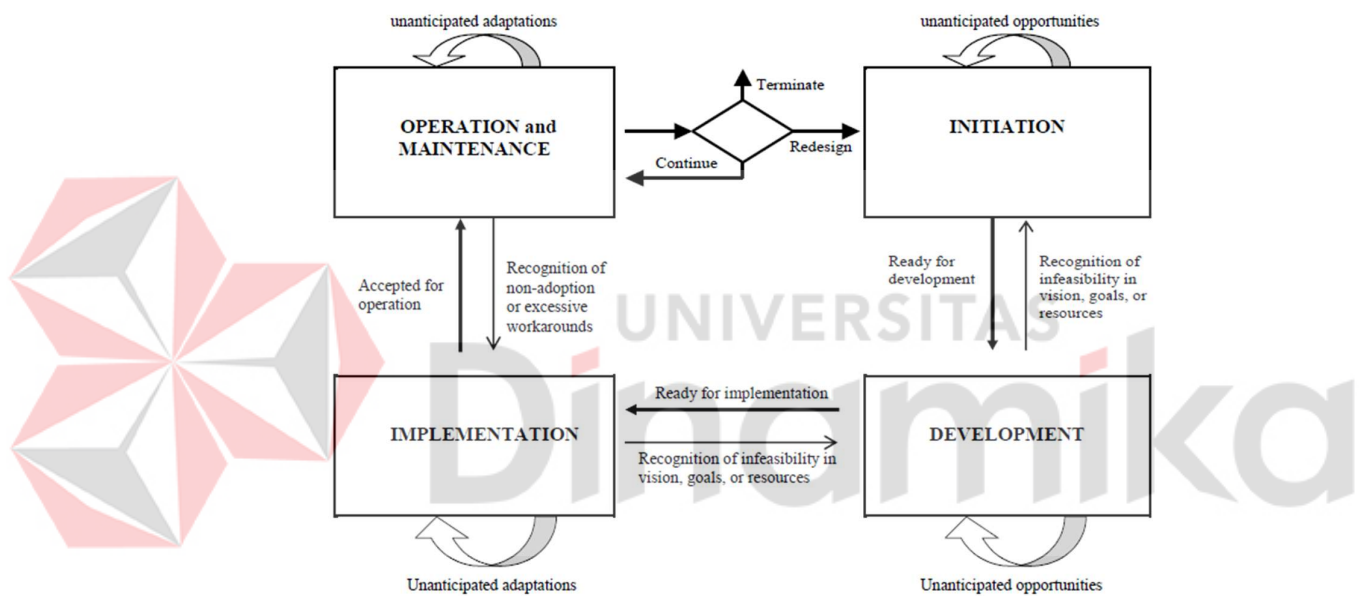 unanticipated adaptations
unanticipated opportunities
Terminate
OPERATION and
MAINTENANCE
INITIATION
Redesign
Continue
Accepted for
operation
Recognition of
non-adoption
or excessive
workarounds
Ready for
development
Recognition of
infeasibility in
vision, goals, or
resources
UNIVERSITAS
Dinamika
Ready for implementation
IMPLEMENTATION
DEVELOPMENT
Recognition of infeasibility in
vision, goals, or resources
Unanticipated adaptations
Unanticipated opportunities